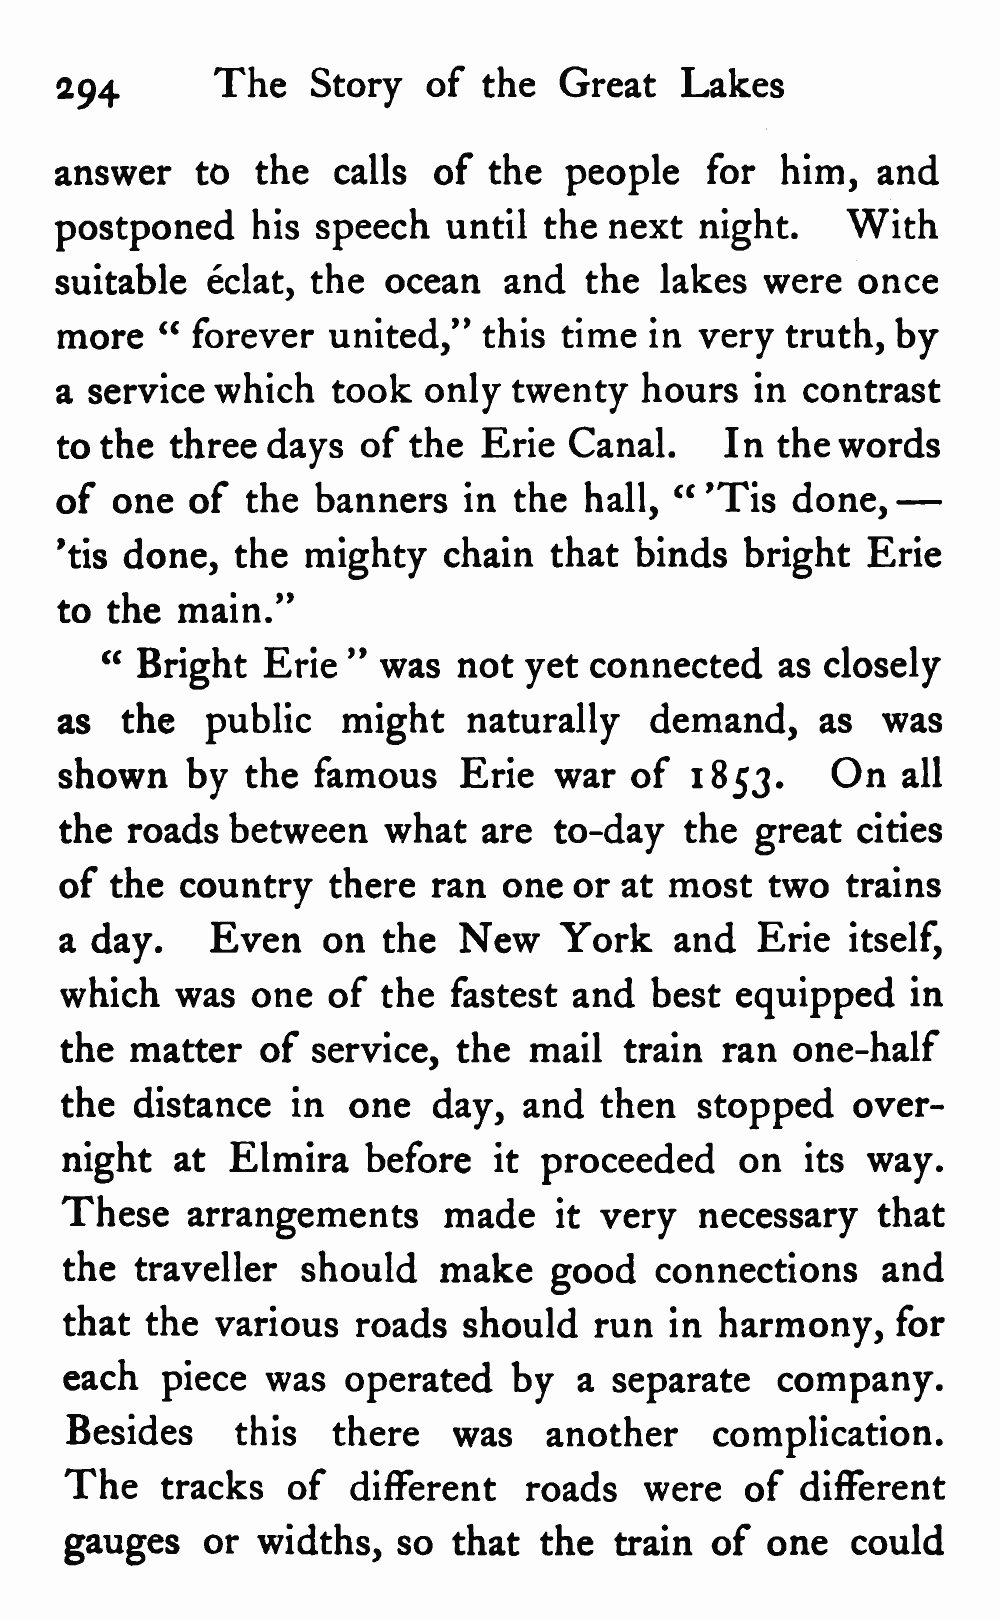 294 The Story of the Great Lakes
answer to the calls of the people for him, and
postponed his speech until the next night. With
suitable éclat, the ocean and the lakes were once
more “ forever united,” this time in very truth, by
a service which took only twenty hours in contrast
to the three days of the Erie Canal. In the words
of one of the banners in the hall, “ ’Tis done, —
’tis done, the mighty chain that binds bright Erie
to the main.”
“ Bright Erie ” was not yet connected as closely
as the public might naturally demand, as was
shown by the famous Erie war of 1853. On all
the roads between what are to-day the great cities
of the country there ran one or at most two trains
a day. Even on the New York and Erie itself,
which was one of the fastest and best equipped in
the matter of service, the mail train ran one-half
the distance in one day, and then stopped over-
night at Elmira before it proceeded on its way.
These arrangements made it very necessary that
the traveller should make good connections and
that the various roads should run in harmony, for
each piece was operated by a separate company.
Besides this there was another complication.
The tracks of different roads were of different
gauges or widths, so that the train of one could